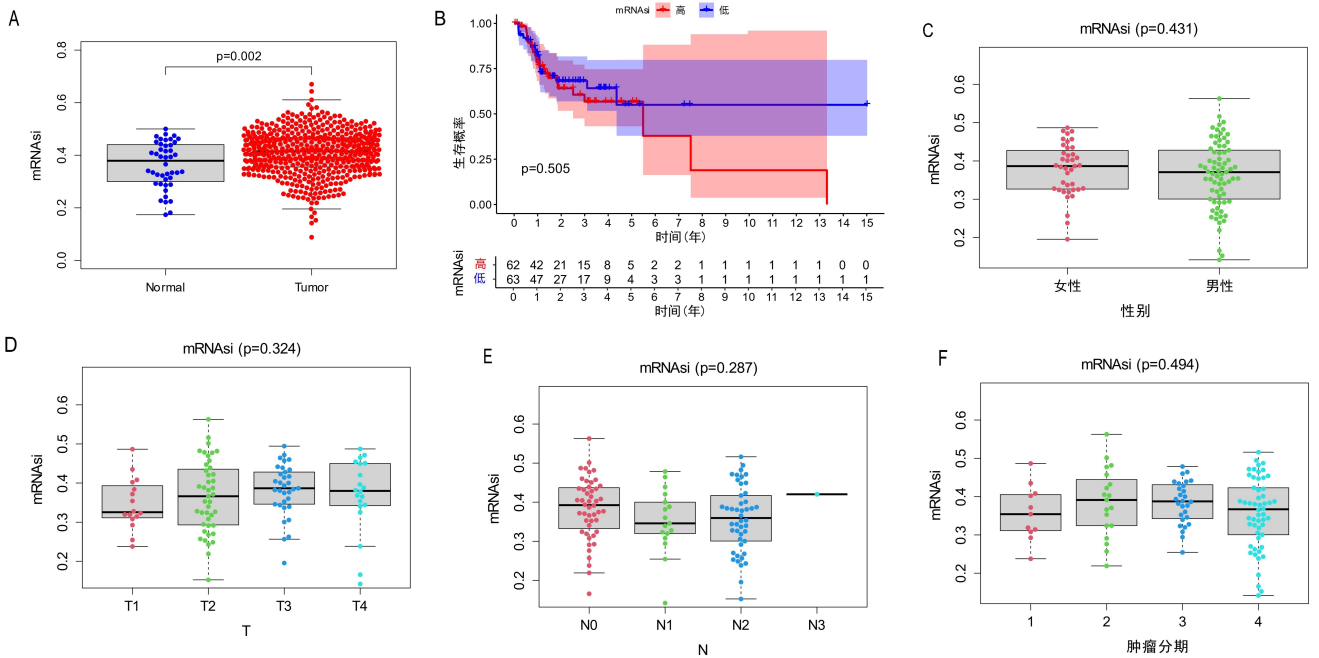 A
mRNAsi
0.8
0.6
0.4
0.2
0.0
p=0.002
Normal
Tumor
B
mRNAsi 高 低
生存概率
1.00
0.75
0.50
0.25
0.00
p=0.505
0 1 2 3 4 5 6 7 8 9 10 11 12 13 14 15
时间(年)
mRNAsi
高 62 42 21 15 8 5 2 2 1 1 1 1 1 1 0 0
低 63 47 27 17 9 4 3 3 1 1 1 1 1 1 1 1
0 1 2 3 4 5 6 7 8 9 10 11 12 13 14 15
时间(年)
C
mRNAsi (p=0.431)
mRNAsi
0.6
0.5
0.4
0.3
0.2
女性
男性
性别
D
mRNAsi (p=0.324)
mRNAsi
0.6
0.5
0.4
0.3
0.2
T1
T2
T3
T4
T
E
mRNAsi (p=0.287)
mRNAsi
0.6
0.5
0.4
0.3
0.2
N0
N1
N2
N3
N
F
mRNAsi (p=0.494)
mRNAsi
0.6
0.5
0.4
0.3
0.2
1
2
3
4
肿瘤分期